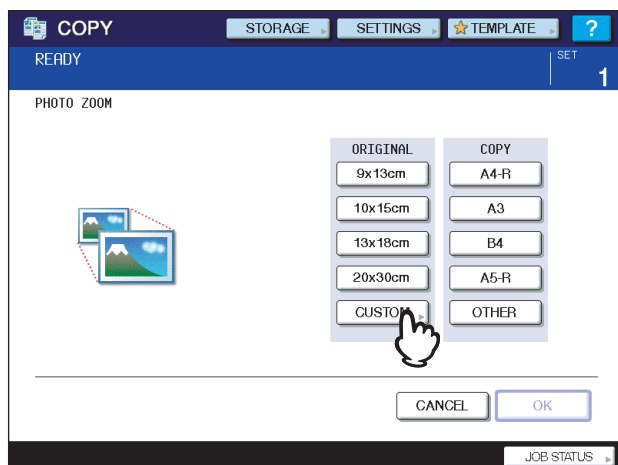 COPY STORAGE SETTINGS TEMPLATE ?
READY SET
1
PHOTO ZOOM
ORIGINAL COPY
9x13cm A4-R
10x15cm A3
13x18cm B4
20x30cm A5-R
CUSTOM OTHER
CANCEL OK
JOB STATUS